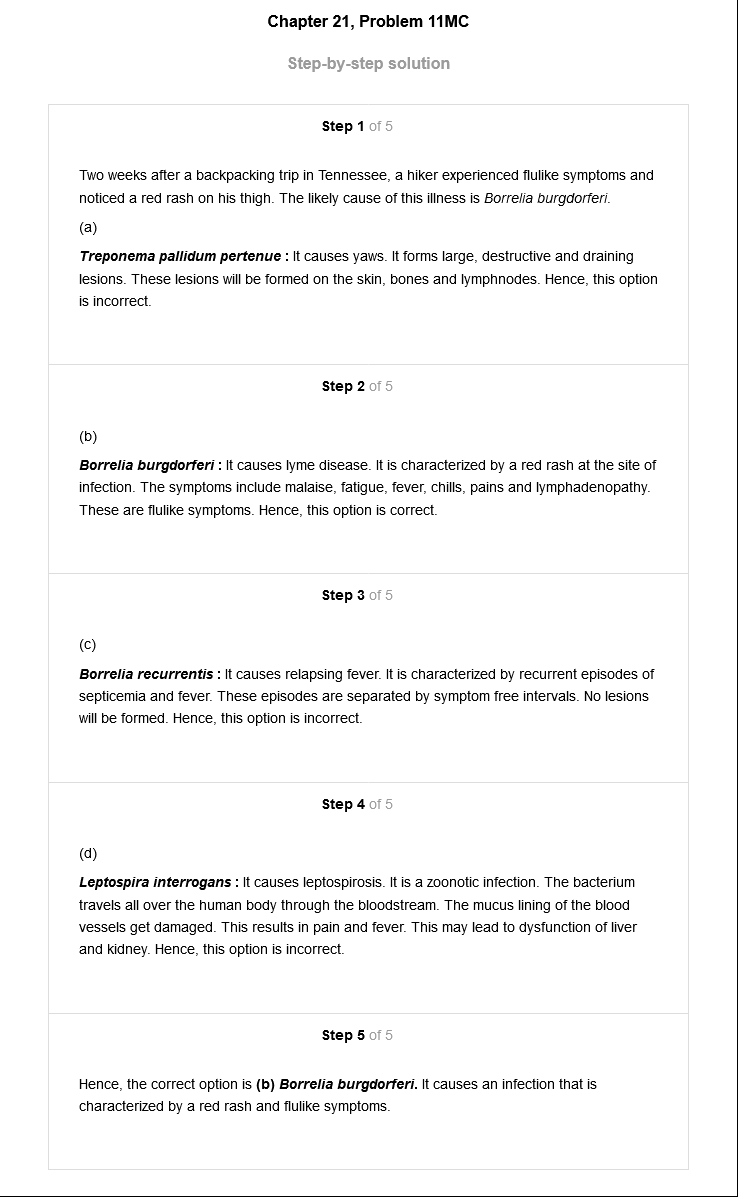 Chapter 21, Problem 11MC
Step-by-step solution
Step 1 of 5
Two weeks after a backpacking trip in Tennessee, a hiker experienced flulike symptoms and
noticed a red rash on his thigh. The likely cause of this illness is Borrelia burgdorferi.
(a)
Treponema pallidum pertenue : It causes yaws. It forms large, destructive and draining
lesions. These lesions will be formed on the skin, bones and lymphnodes. Hence, this option
is incorrect.
Step 2 of 5
(b)
Borrelia burgdorferi : It causes lyme disease. It is characterized by a red rash at the site of
infection. The symptoms include malaise, fatigue, fever, chills, pains and lymphadenopathy.
These are flulike symptoms. Hence, this option is correct.
Step 3 of 5
(c)
Borrelia recurrentis : It causes relapsing fever. It is characterized by recurrent episodes of
septicemia and fever. These episodes are separated by symptom free intervals. No lesions
will be formed. Hence, this option is incorrect.
Step 4 of 5
(d)
Leptospira interrogans : It causes leptospirosis. It is a zoonotic infection. The bacterium
travels all over the human body through the bloodstream. The mucus lining of the blood
vessels get damaged. This results in pain and fever. This may lead to dysfunction of liver
and kidney. Hence, this option is incorrect.
Step 5 of 5
Hence, the correct option is (b) Borrelia burgdorferi. It causes an infection that is
characterized by a red rash and flulike symptoms.